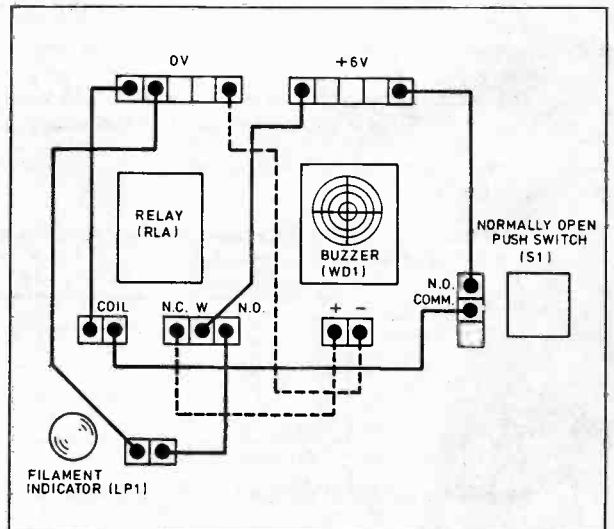 0V
+6V
RELAY
(RLA)
BUZZER
(WD1)
NORMALLY OPEN
PUSH SWITCH
(S1)
N.O.
COMM.
COIL
N.C. W N.O.
+ -
FILAMENT
INDICATOR (LP1)